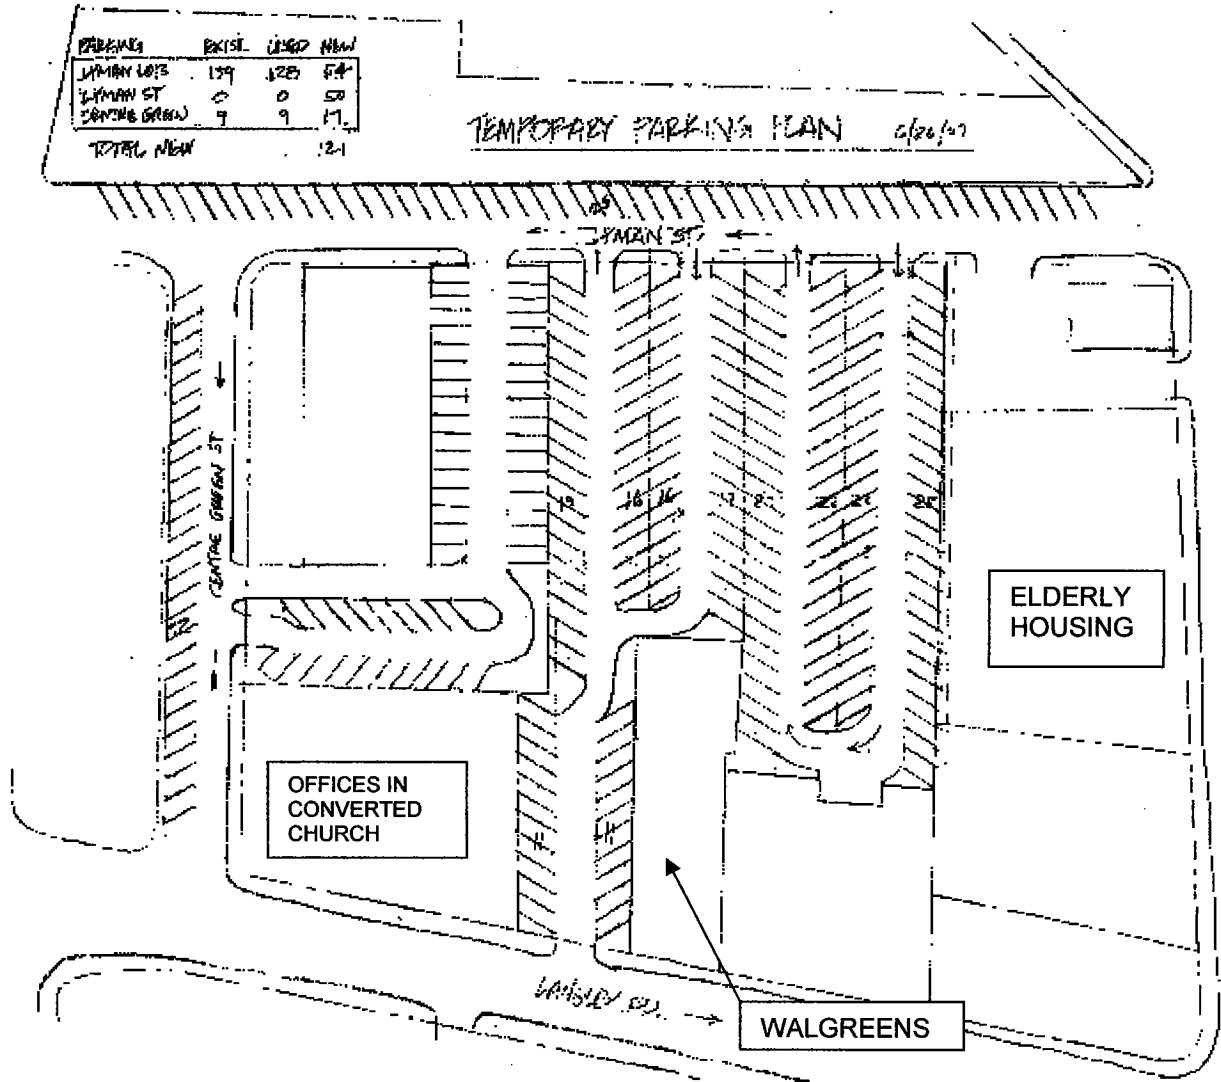 PARKING EXIST. USED NEW
LYMAN LOTS 139 128 54
LYMAN ST 0 0 50
CENTRE GREEN 9 9 17
TOTAL NEW 121
TEMPORARY PARKING PLAN
LYMAN ST
CENTRE GREEN ST
19 16 16 17 22 22 25
ELDERLY
HOUSING
OFFICES IN
CONVERTED
CHURCH
11 11
LANGLEY RD.
WALGREENS